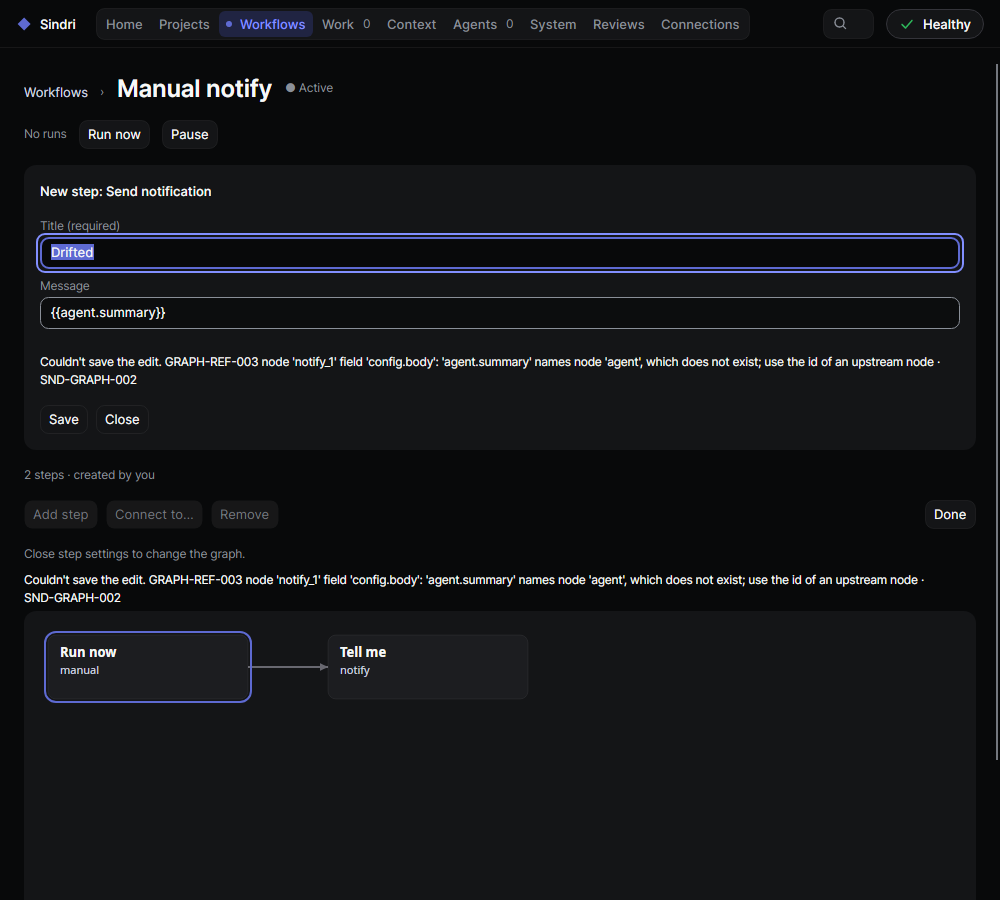 Sindri Home Projects Workflows Work 0 Context Agents 0 System Reviews Connections Healthy
Workflows › Manual notify Active
No runs Run now Pause
New step: Send notification
Title (required)
Drifted
Message
{{agent.summary}}
Couldn't save the edit. GRAPH-REF-003 node 'notify_1' field 'config.body': 'agent.summary' names node 'agent', which does not exist; use the id of an upstream node ·
SND-GRAPH-002
Save Close
2 steps · created by you
Add step Connect to... Remove Done
Close step settings to change the graph.
Couldn't save the edit. GRAPH-REF-003 node 'notify_1' field 'config.body': 'agent.summary' names node 'agent', which does not exist; use the id of an upstream node ·
SND-GRAPH-002
Run now Tell me
manual notify